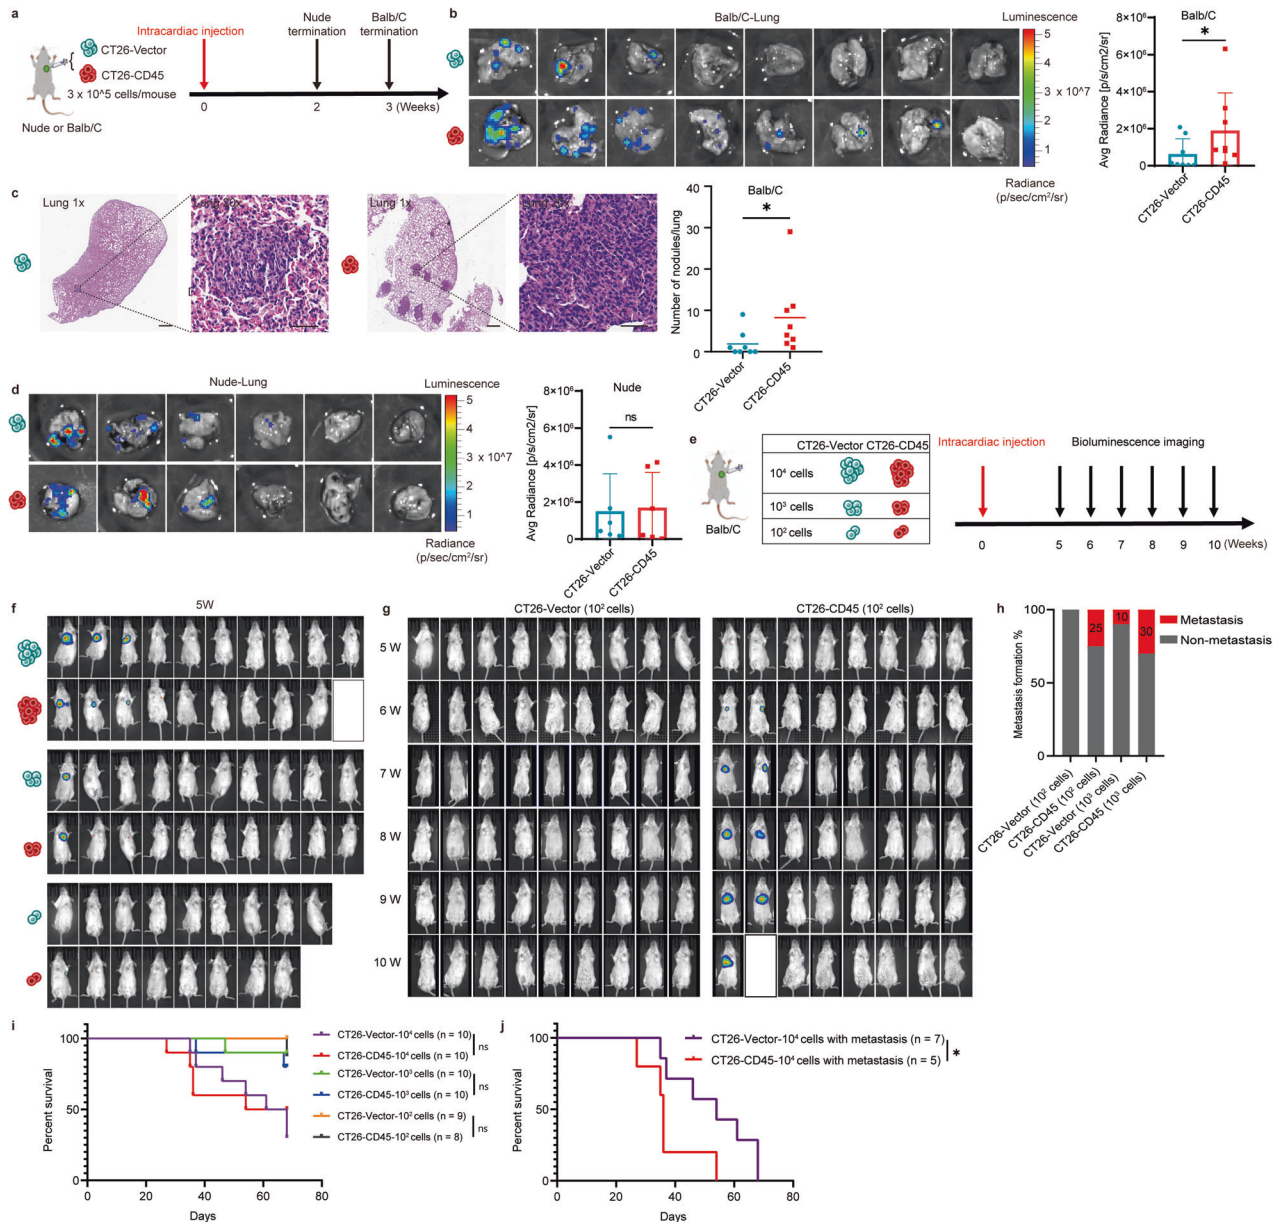 a
Intracardiac injection
Nude
termination
Balb/C
termination
CT26-Vector
CT26-CD45
3 x 10^5 cells/mouse
0
2
3 (Weeks)
Nude or Balb/C
b
Balb/C-Lung
Luminescence
5
4
3 x 10^7
2
1
Radiance
(p/sec/cm²/sr)
Balb/C
*
Avg Radiance [p/s/cm2/sr]
8×10⁶
6×10⁶
4×10⁶
2×10⁶
0
CT26-Vector
CT26-CD45
c
Lung 1x
Lung 1x
Balb/C
*
Number of nodules/lung
40
30
20
10
0
CT26-Vector
CT26-CD45
d
Nude-Lung
Luminescence
5
4
3 x 10^7
2
1
Radiance
(p/sec/cm²/sr)
Nude
ns
Avg Radiance [p/s/cm2/sr]
8×10⁶
6×10⁶
4×10⁶
2×10⁶
0
CT26-Vector
CT26-CD45
e
Balb/C
CT26-Vector CT26-CD45
10⁴ cells
10³ cells
10² cells
Intracardiac injection
Bioluminescence imaging
0
5
6
7
8
9
10 (Weeks)
f
5W
g
CT26-Vector (10² cells)
CT26-CD45 (10² cells)
5 W
6 W
7 W
8 W
9 W
10 W
h
Metastasis formation %
100
50
0
25
10
30
Metastasis
Non-metastasis
CT26-Vector (10² cells)
CT26-CD45 (10² cells)
CT26-Vector (10³ cells)
CT26-CD45 (10³ cells)
i
Percent survival
100
50
0
0
20
40
60
80
Days
CT26-Vector-10⁴ cells (n = 10)
CT26-CD45-10⁴ cells (n = 10)
ns
CT26-Vector-10³ cells (n = 10)
CT26-CD45-10³ cells (n = 10)
ns
CT26-Vector-10² cells (n = 9)
CT26-CD45-10² cells (n = 8)
ns
j
Percent survival
100
50
0
0
20
40
60
80
Days
CT26-Vector-10⁴ cells with metastasis (n = 7)
CT26-CD45-10⁴ cells with metastasis (n = 5)
*